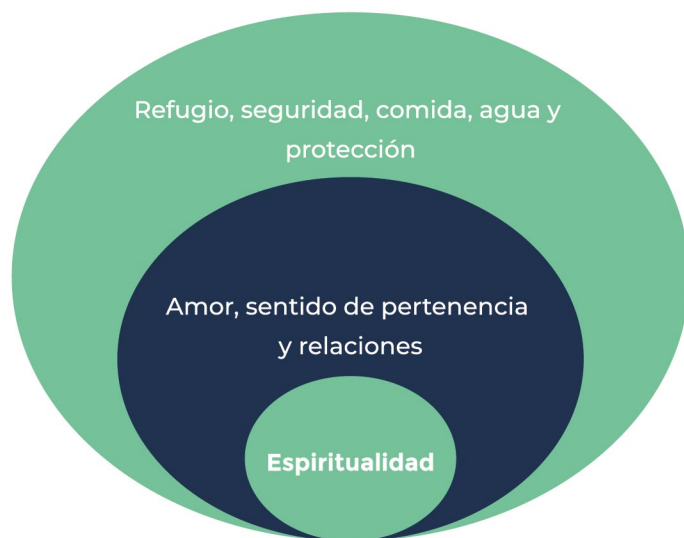 Refugio, seguridad, comida, agua y
protección
Amor, sentido de pertenencia
y relaciones
Espiritualidad